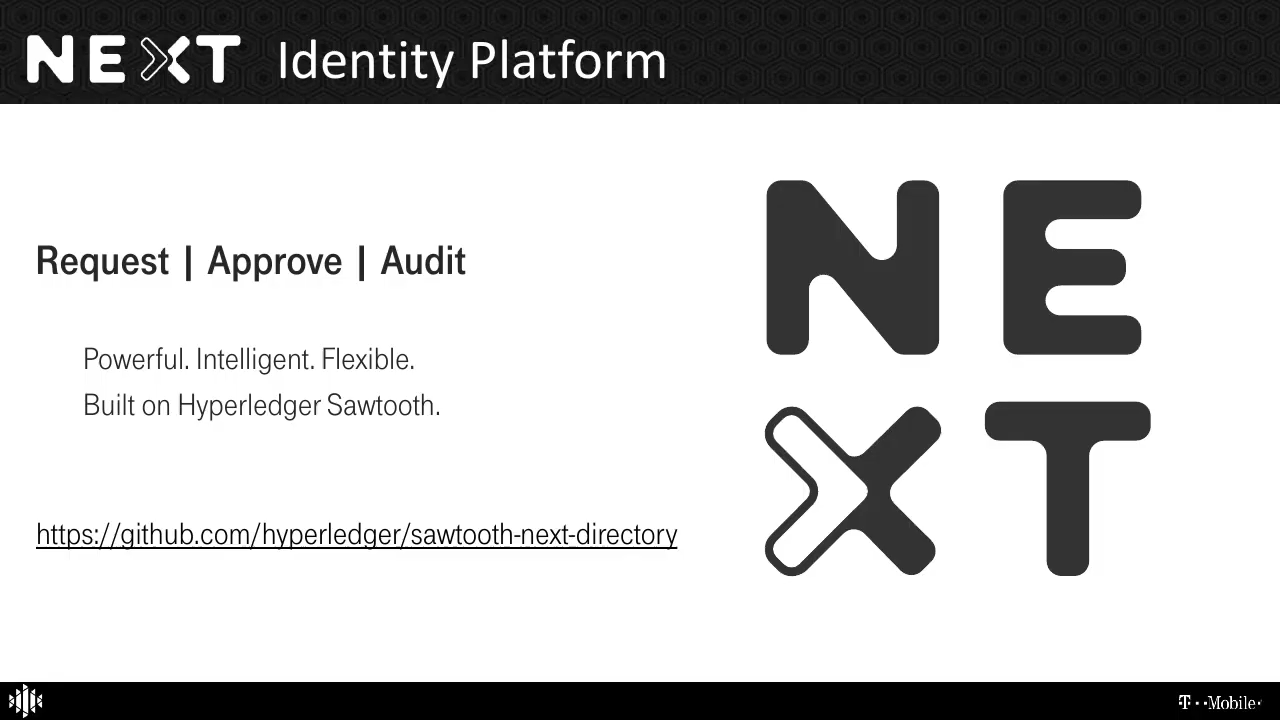 NEXT Identity Platform
Request | Approve | Audit
Powerful. Intelligent. Flexible.
Built on Hyperledger Sawtooth.
https://github.com/hyperledger/sawtooth-next-directory
NE
XT
T··Mobile·